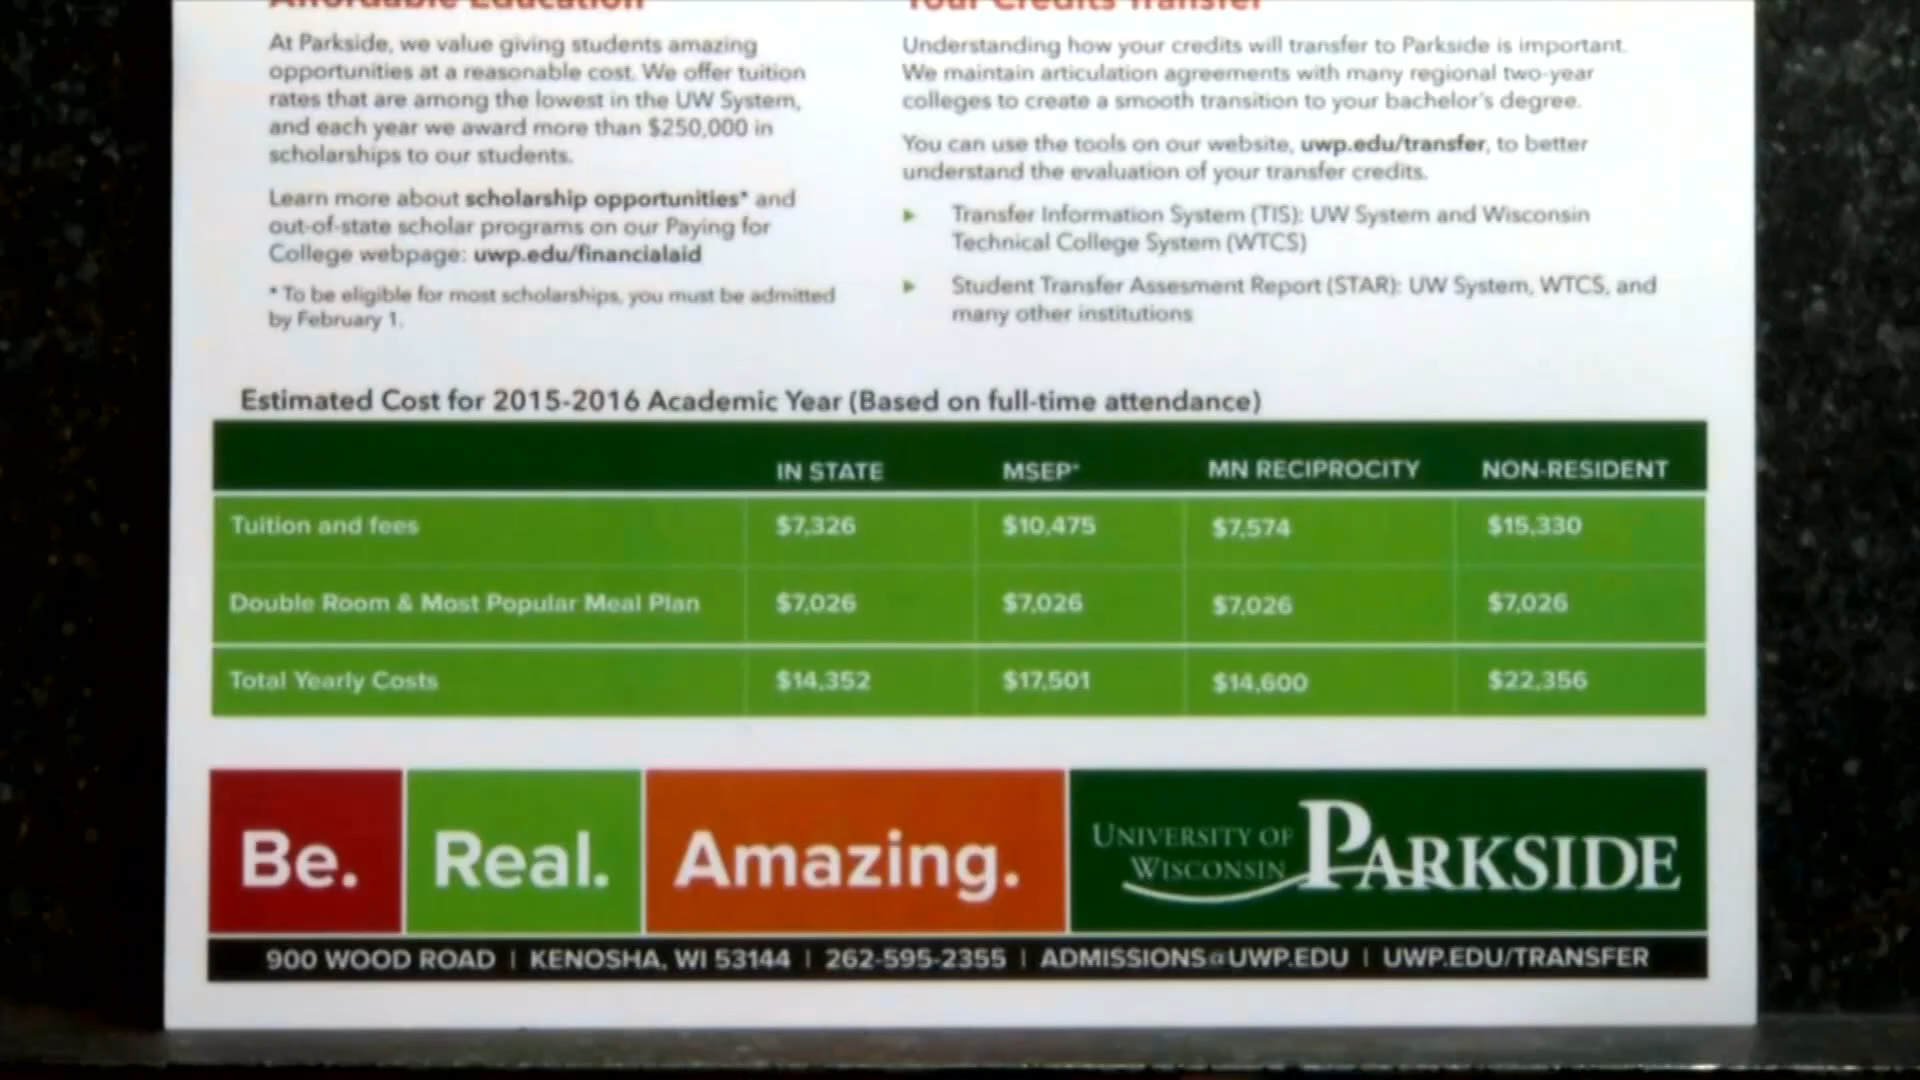 Affordable Education
At Parkside, we value giving students amazing
opportunities at a reasonable cost. We offer tuition
rates that are among the lowest in the UW System,
and each year we award more than $250,000 in
scholarships to our students.
Learn more about scholarship opportunities* and
out-of-state scholar programs on our Paying for
College webpage: uwp.edu/financialaid
* To be eligible for most scholarships, you must be admitted
by February 1.
Your Credits Transfer
Understanding how your credits will transfer to Parkside is important.
We maintain articulation agreements with many regional two-year
colleges to create a smooth transition to your bachelor's degree.
You can use the tools on our website, uwp.edu/transfer, to better
understand the evaluation of your transfer credits.
Transfer Information System (TIS): UW System and Wisconsin
Technical College System (WTCS)
Student Transfer Assesment Report (STAR): UW System, WTCS, and
many other institutions
Estimated Cost for 2015-2016 Academic Year (Based on full-time attendance)
IN STATE MSEP* MN RECIPROCITY NON-RESIDENT
Tuition and fees $7,326 $10,475 $7,574 $15,330
Double Room & Most Popular Meal Plan $7,026 $7,026 $7,026 $7,026
Total Yearly Costs $14,352 $17,501 $14,600 $22,356
Be. Real. Amazing.
UNIVERSITY OF
WISCONSIN PARKSIDE
900 WOOD ROAD | KENOSHA, WI 53144 | 262-595-2355 | ADMISSIONS@UWP.EDU | UWP.EDU/TRANSFER